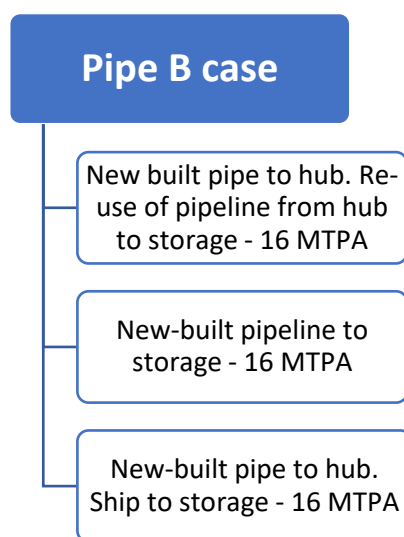 Pipe B case
New built pipe to hub. Re-
use of pipeline from hub
to storage - 16 MTPA
New-built pipeline to
storage - 16 MTPA
New-built pipe to hub.
Ship to storage - 16 MTPA